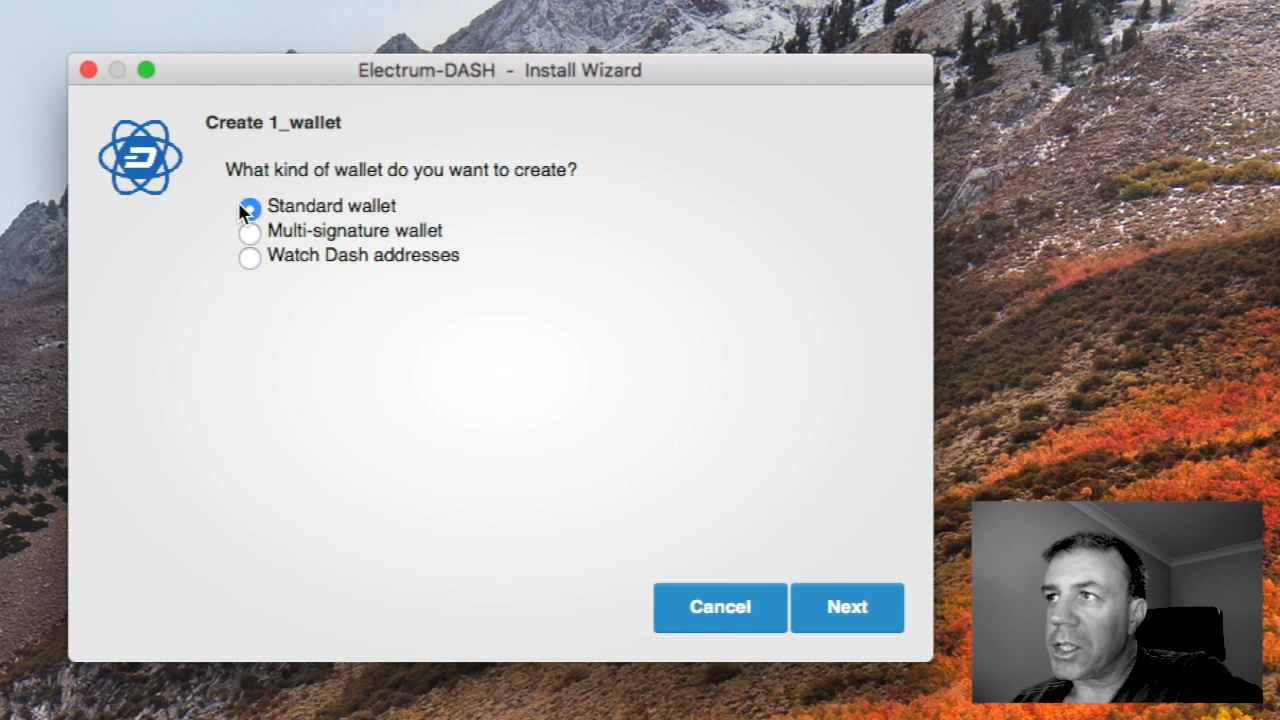 Electrum-DASH - Install Wizard
Create 1_wallet
What kind of wallet do you want to create?
Standard wallet
Multi-signature wallet
Watch Dash addresses
Cancel
Next